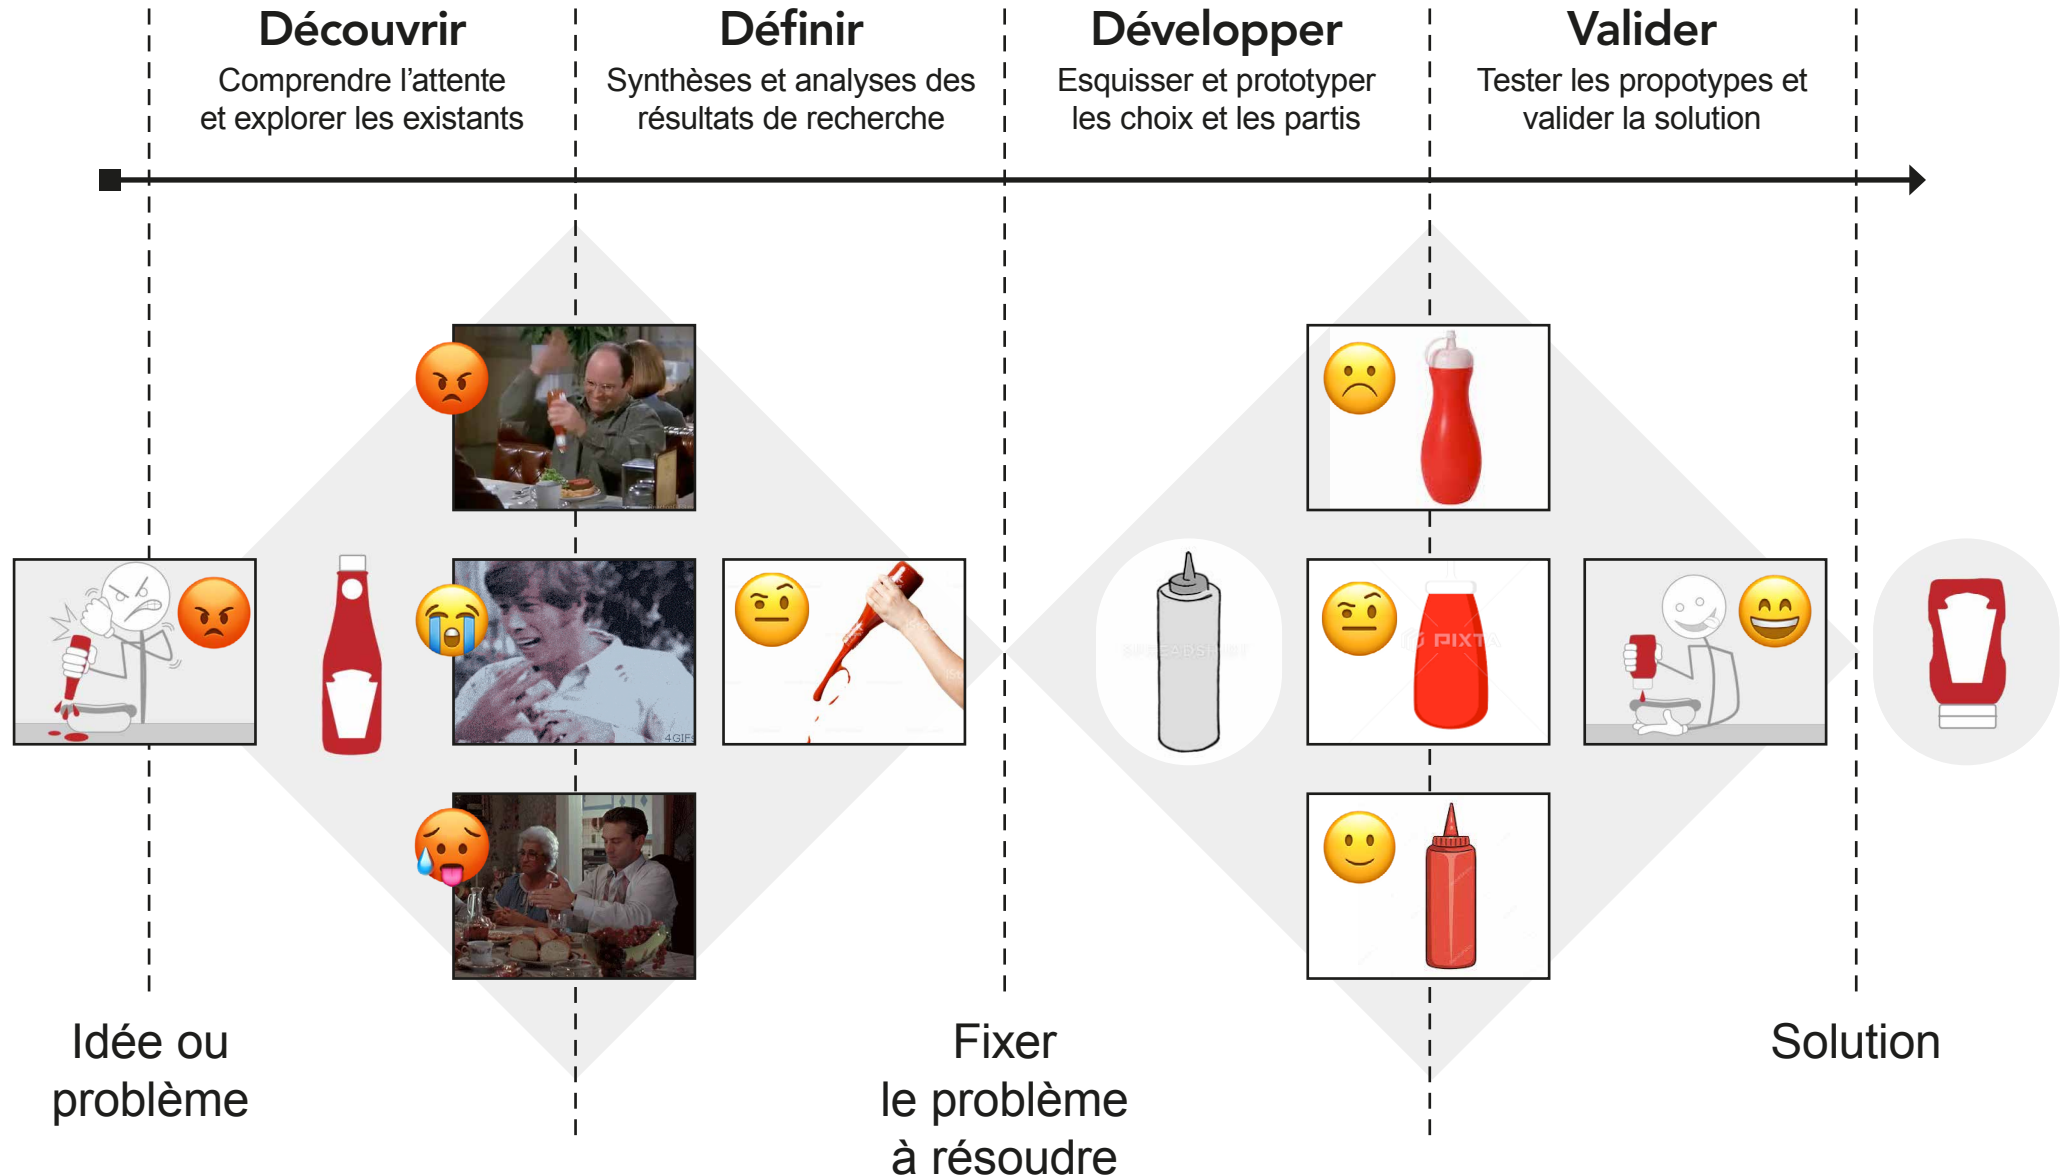 Découvrir
Comprendre l’attente
et explorer les existants
Définir
Synthèses et analyses des
résultats de recherche
Développer
Esquisser et prototyper
les choix et les partis
Valider
Tester les propotypes et
valider la solution
4GIFs
PIXTA
Idée ou
problème
Fixer
le problème
à résoudre
Solution